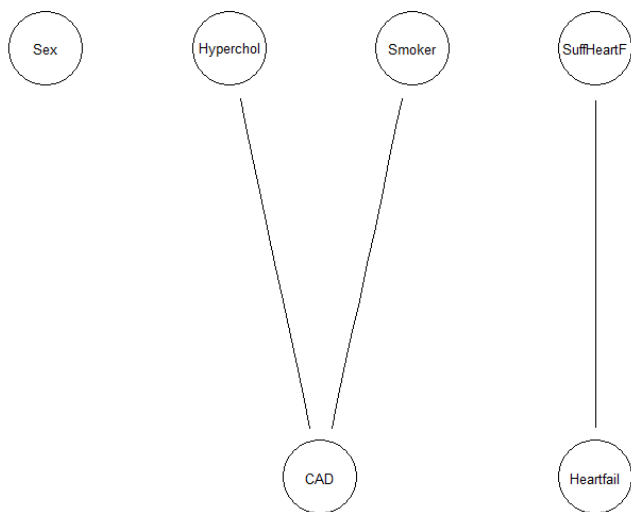 Sex
Hyperchol
Smoker
SuffHeartF
CAD
Heartfail